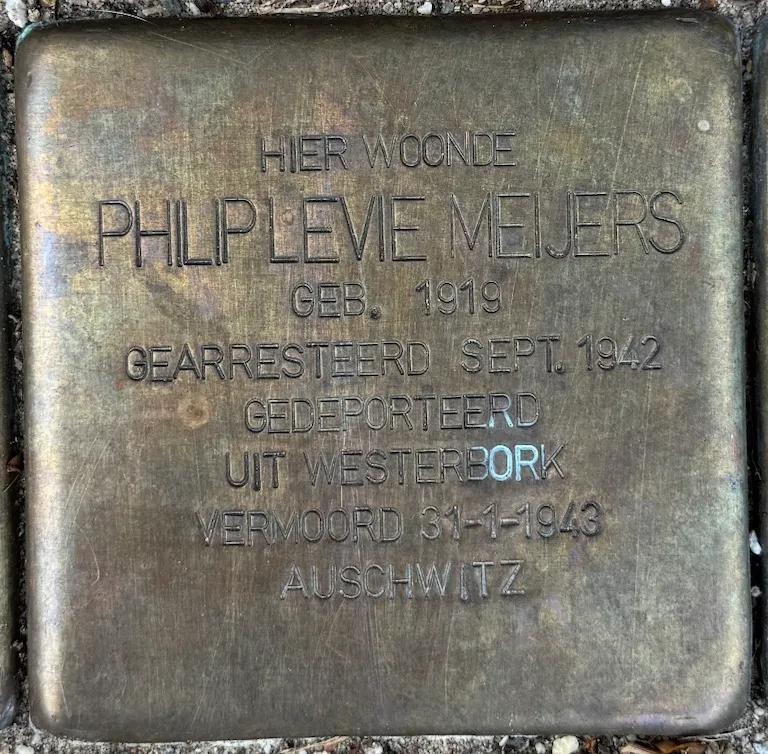 HIER WOONDE
PHILIP LEVIE MEIJERS
GEB. 1919
GEARRESTEERD SEPT. 1942
GEDEPORTEERD
UIT WESTERBORK
VERMOORD 31-1-1943
AUSCHWITZ